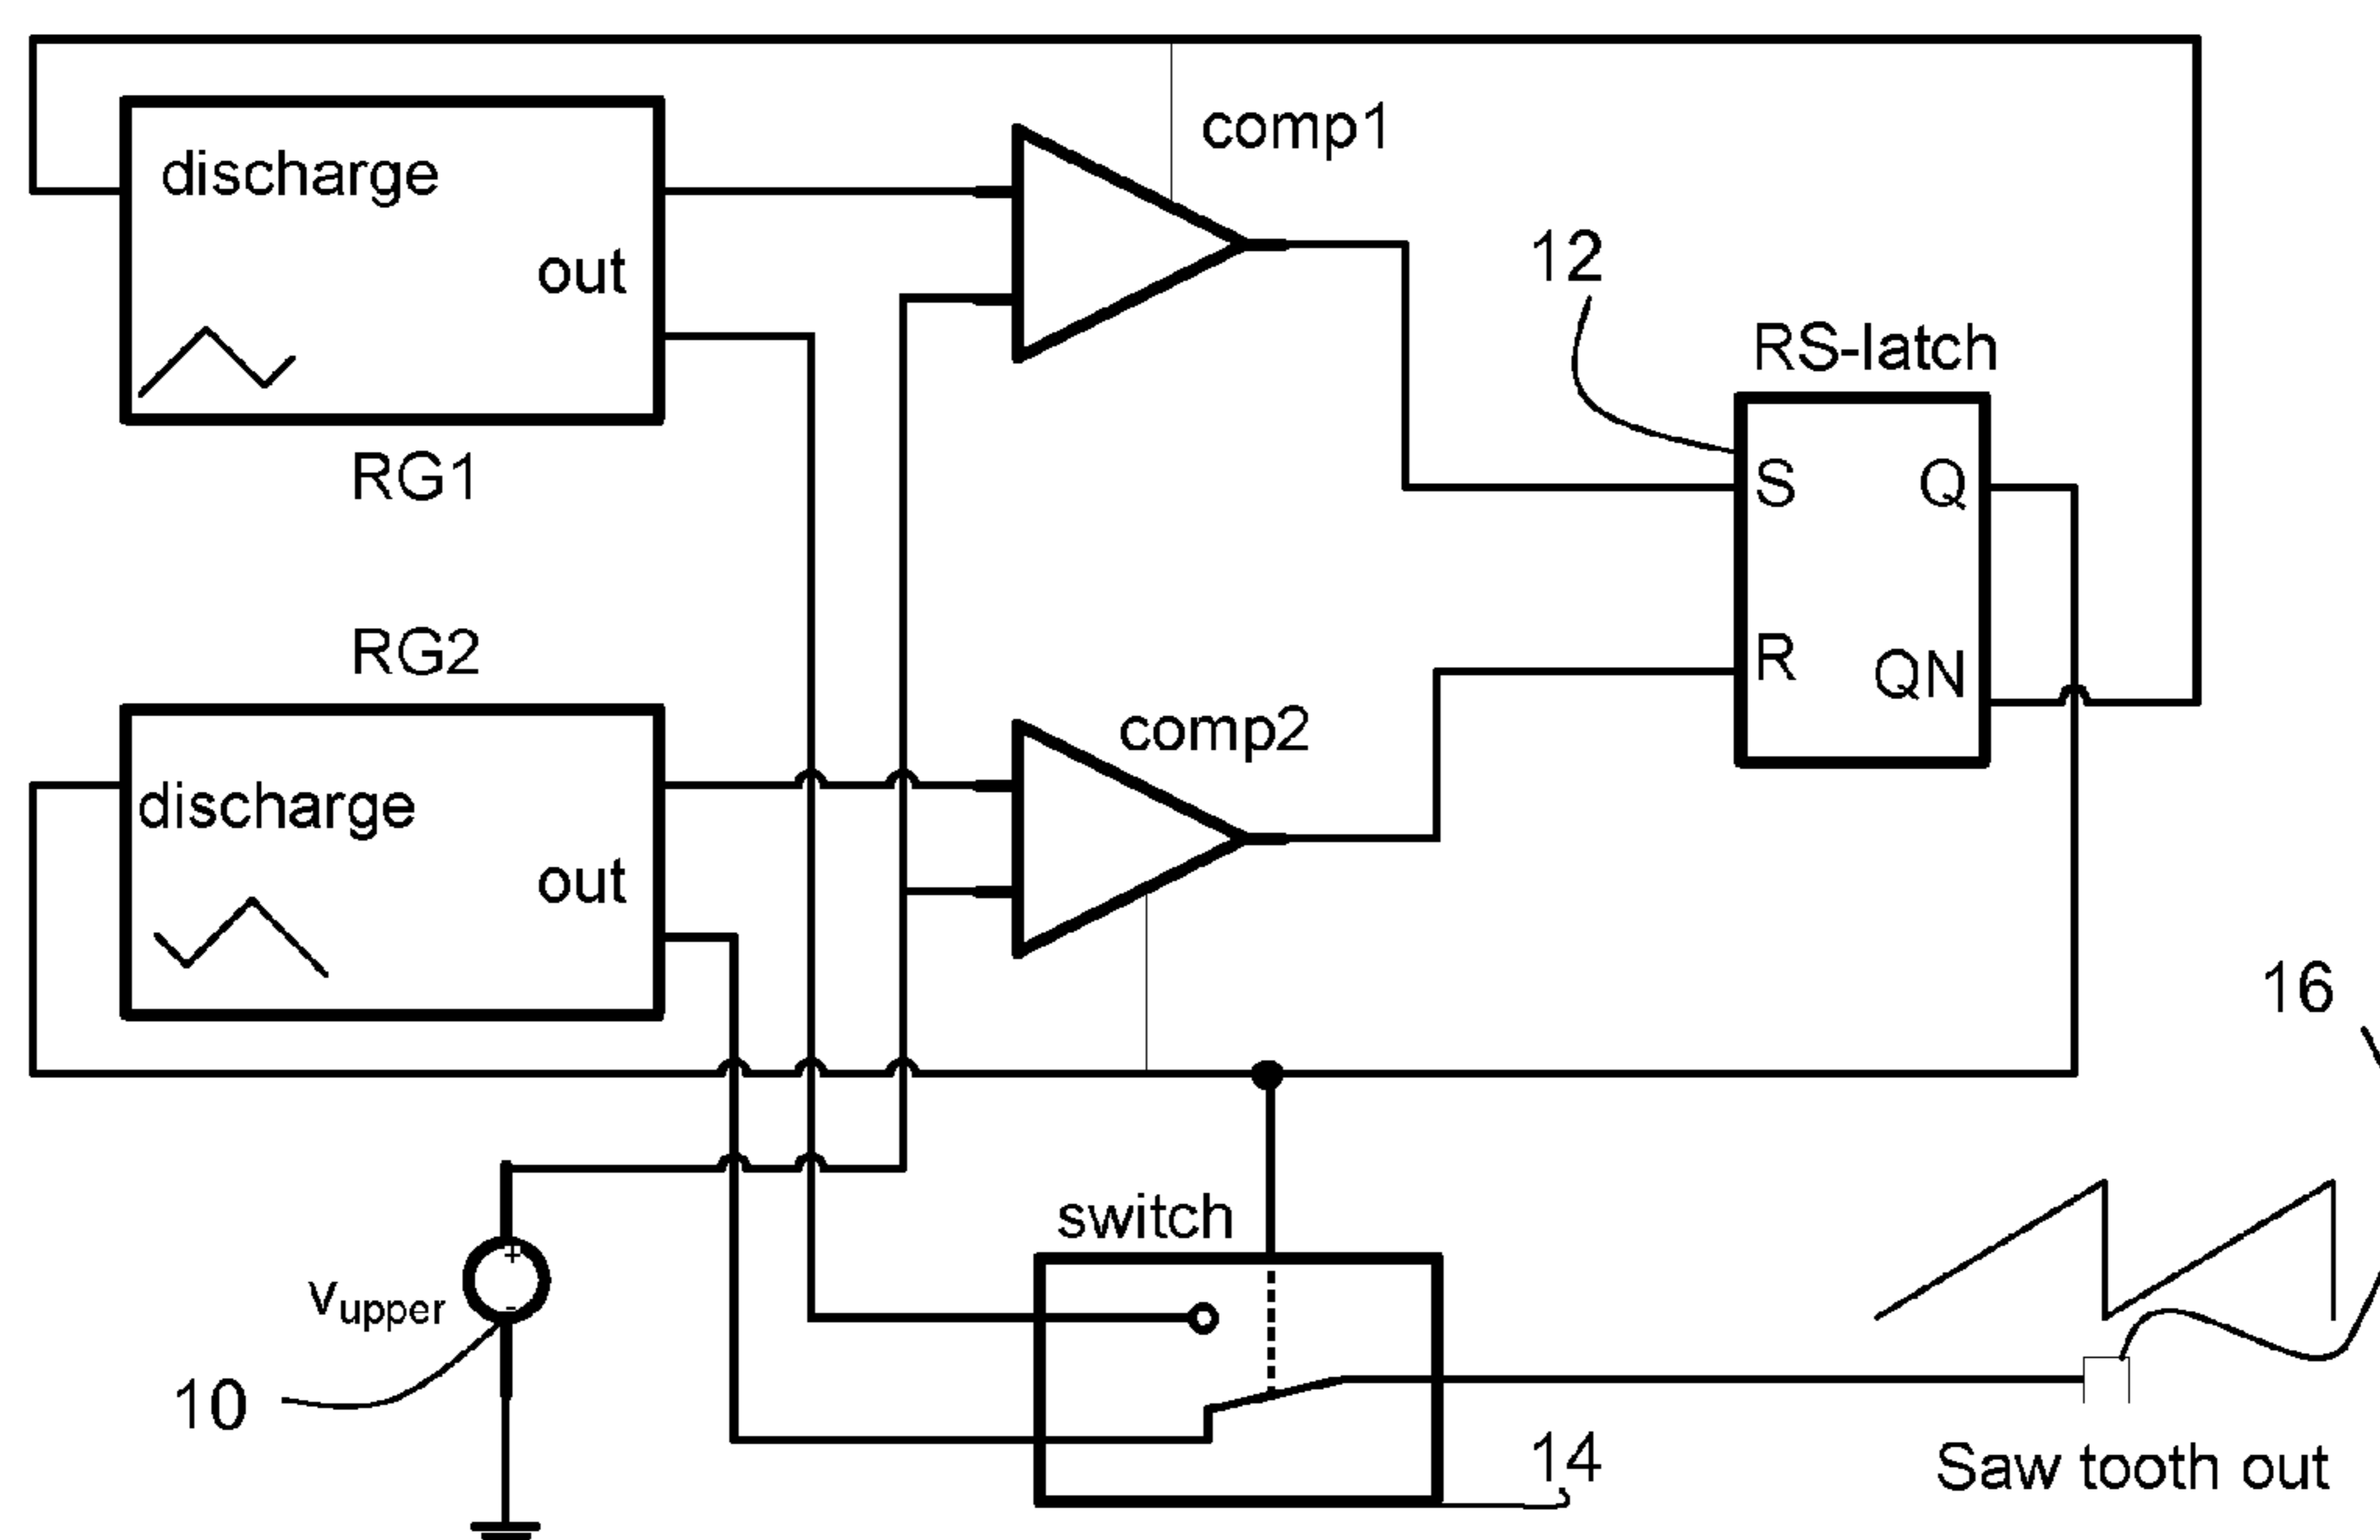 comp1
discharge
out
12
RS-latch
RG1
S
Q
RG2
R
QN
comp2
discharge
out
16
switch
+
-
vupper
10
14
Saw tooth out